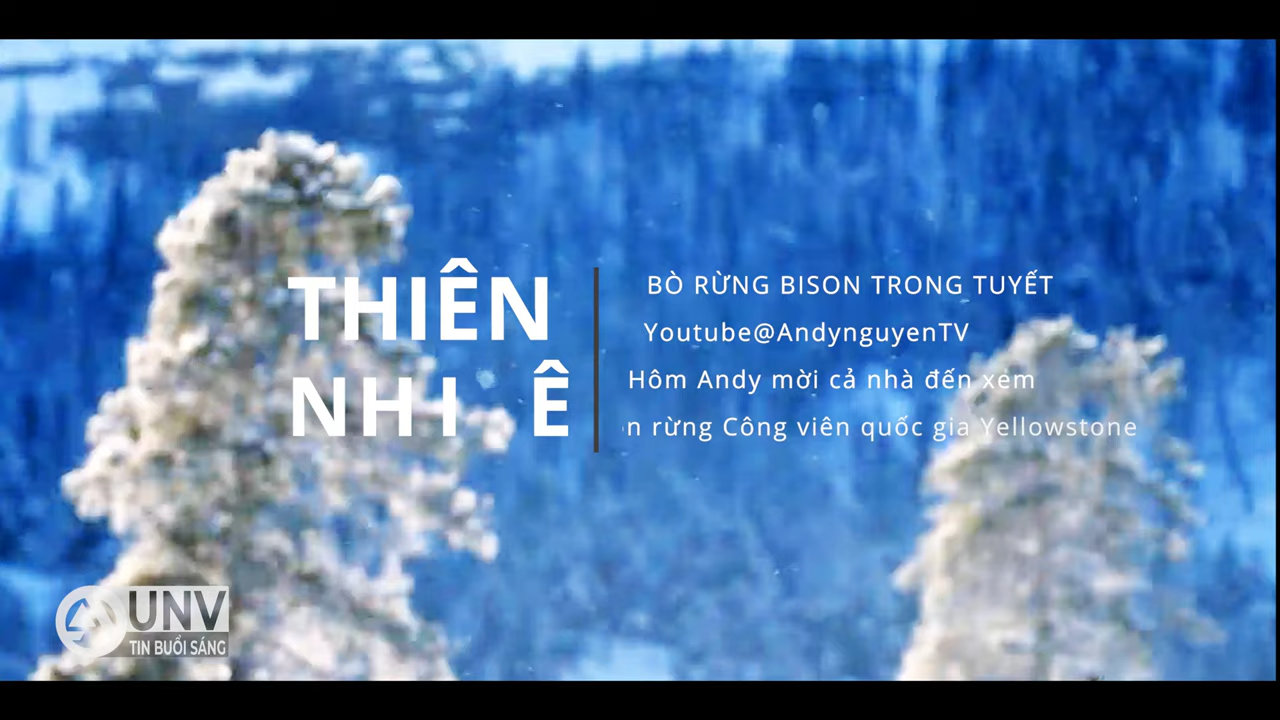 THIÊN
NHI Ê
BÒ RỪNG BISON TRONG TUYẾT
Youtube@AndynguyenTV
Hôm Andy mời cả nhà đến xem
n rừng Công viên quốc gia Yellowstone
UNV
TIN BUỔI SÁNG